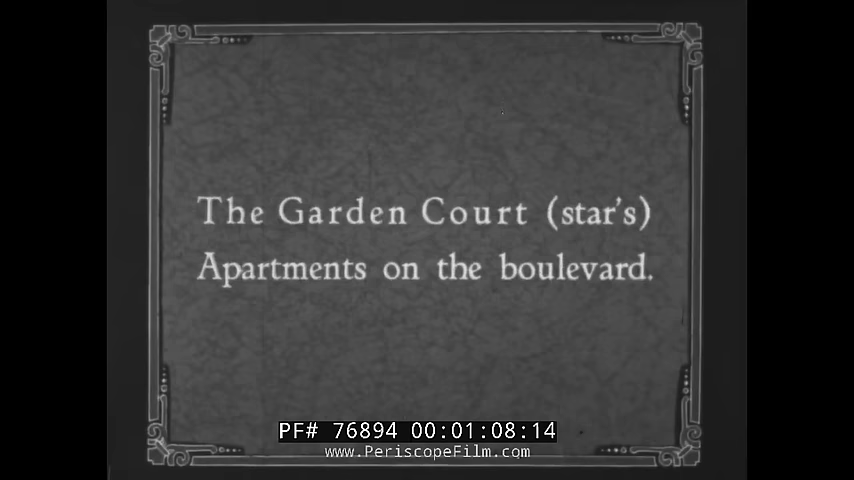 The Garden Court (star's)
Apartments on the boulevard.
PF# 76894 00:01:08:14
www.PeriscopeFilm.com